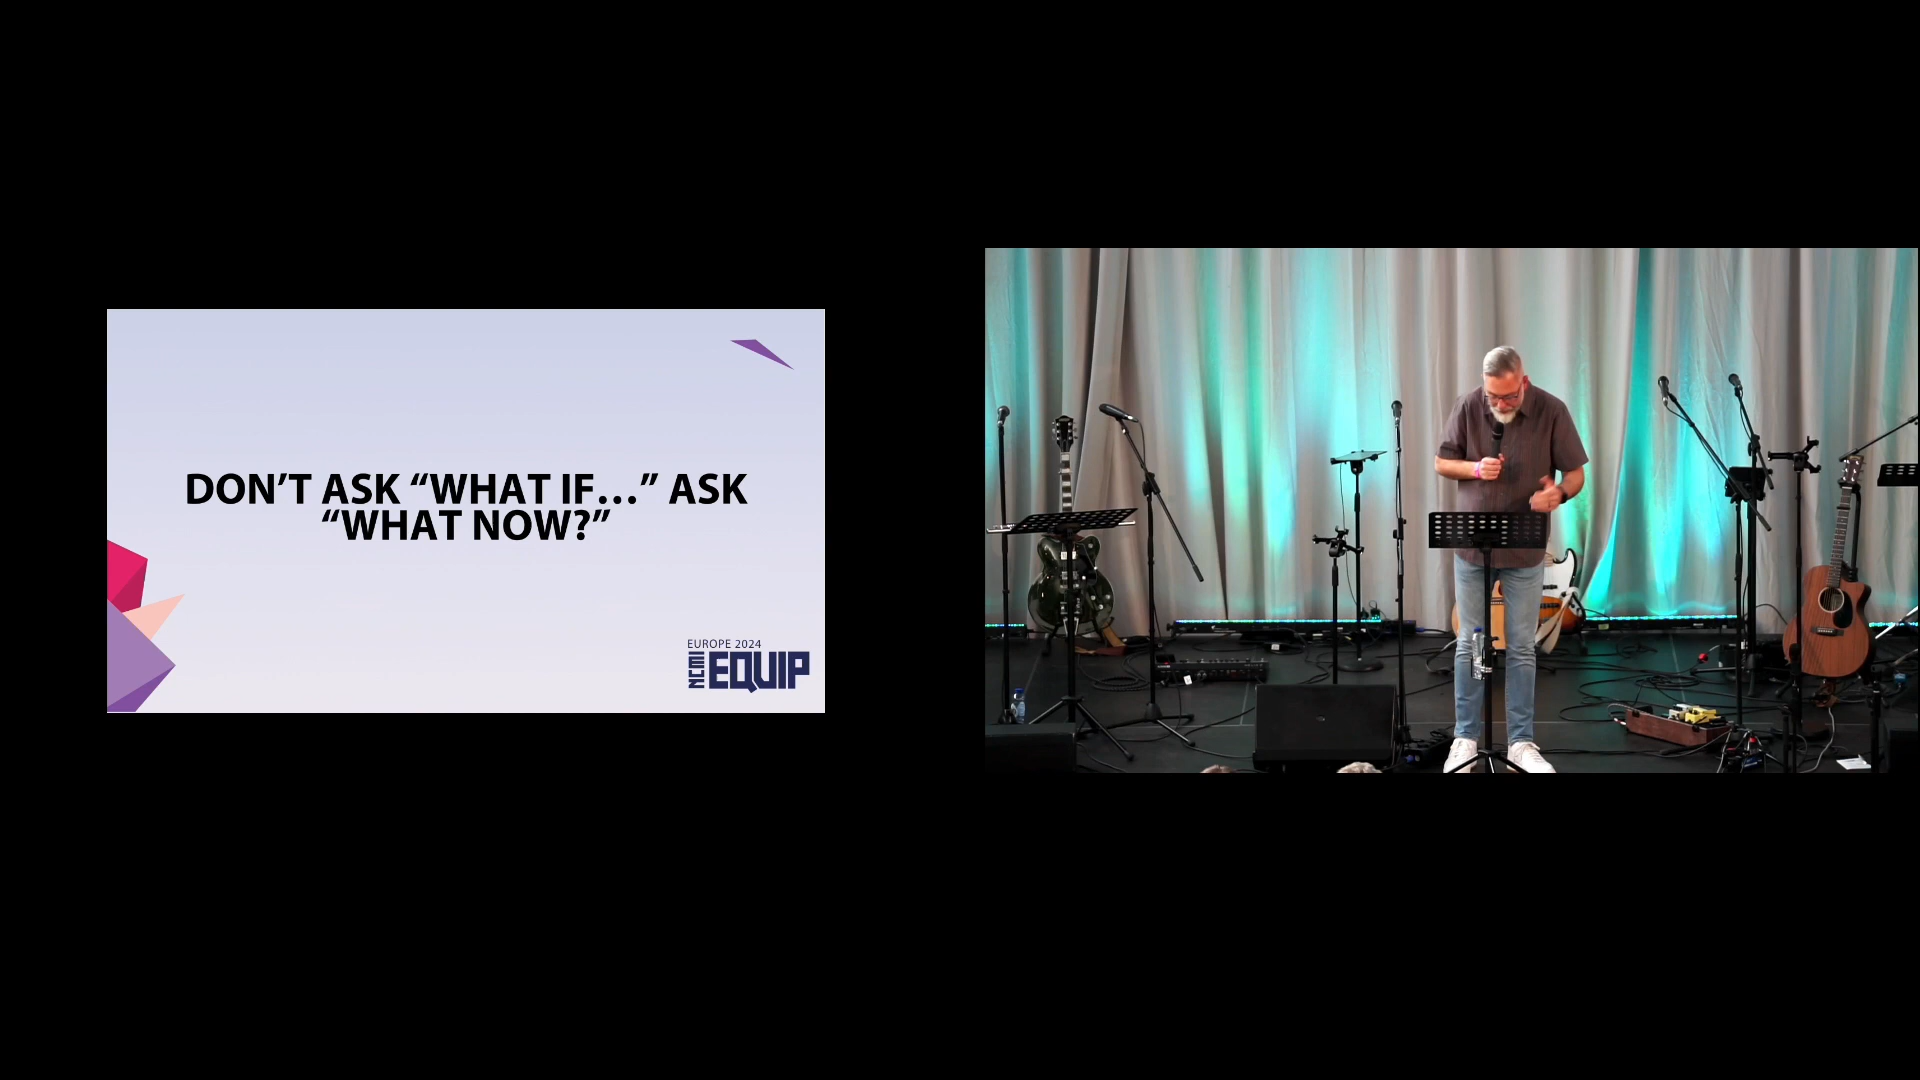 DON’T ASK “WHAT IF…” ASK
“WHAT NOW?”
EUROPE 2024
NCMI EQUIP